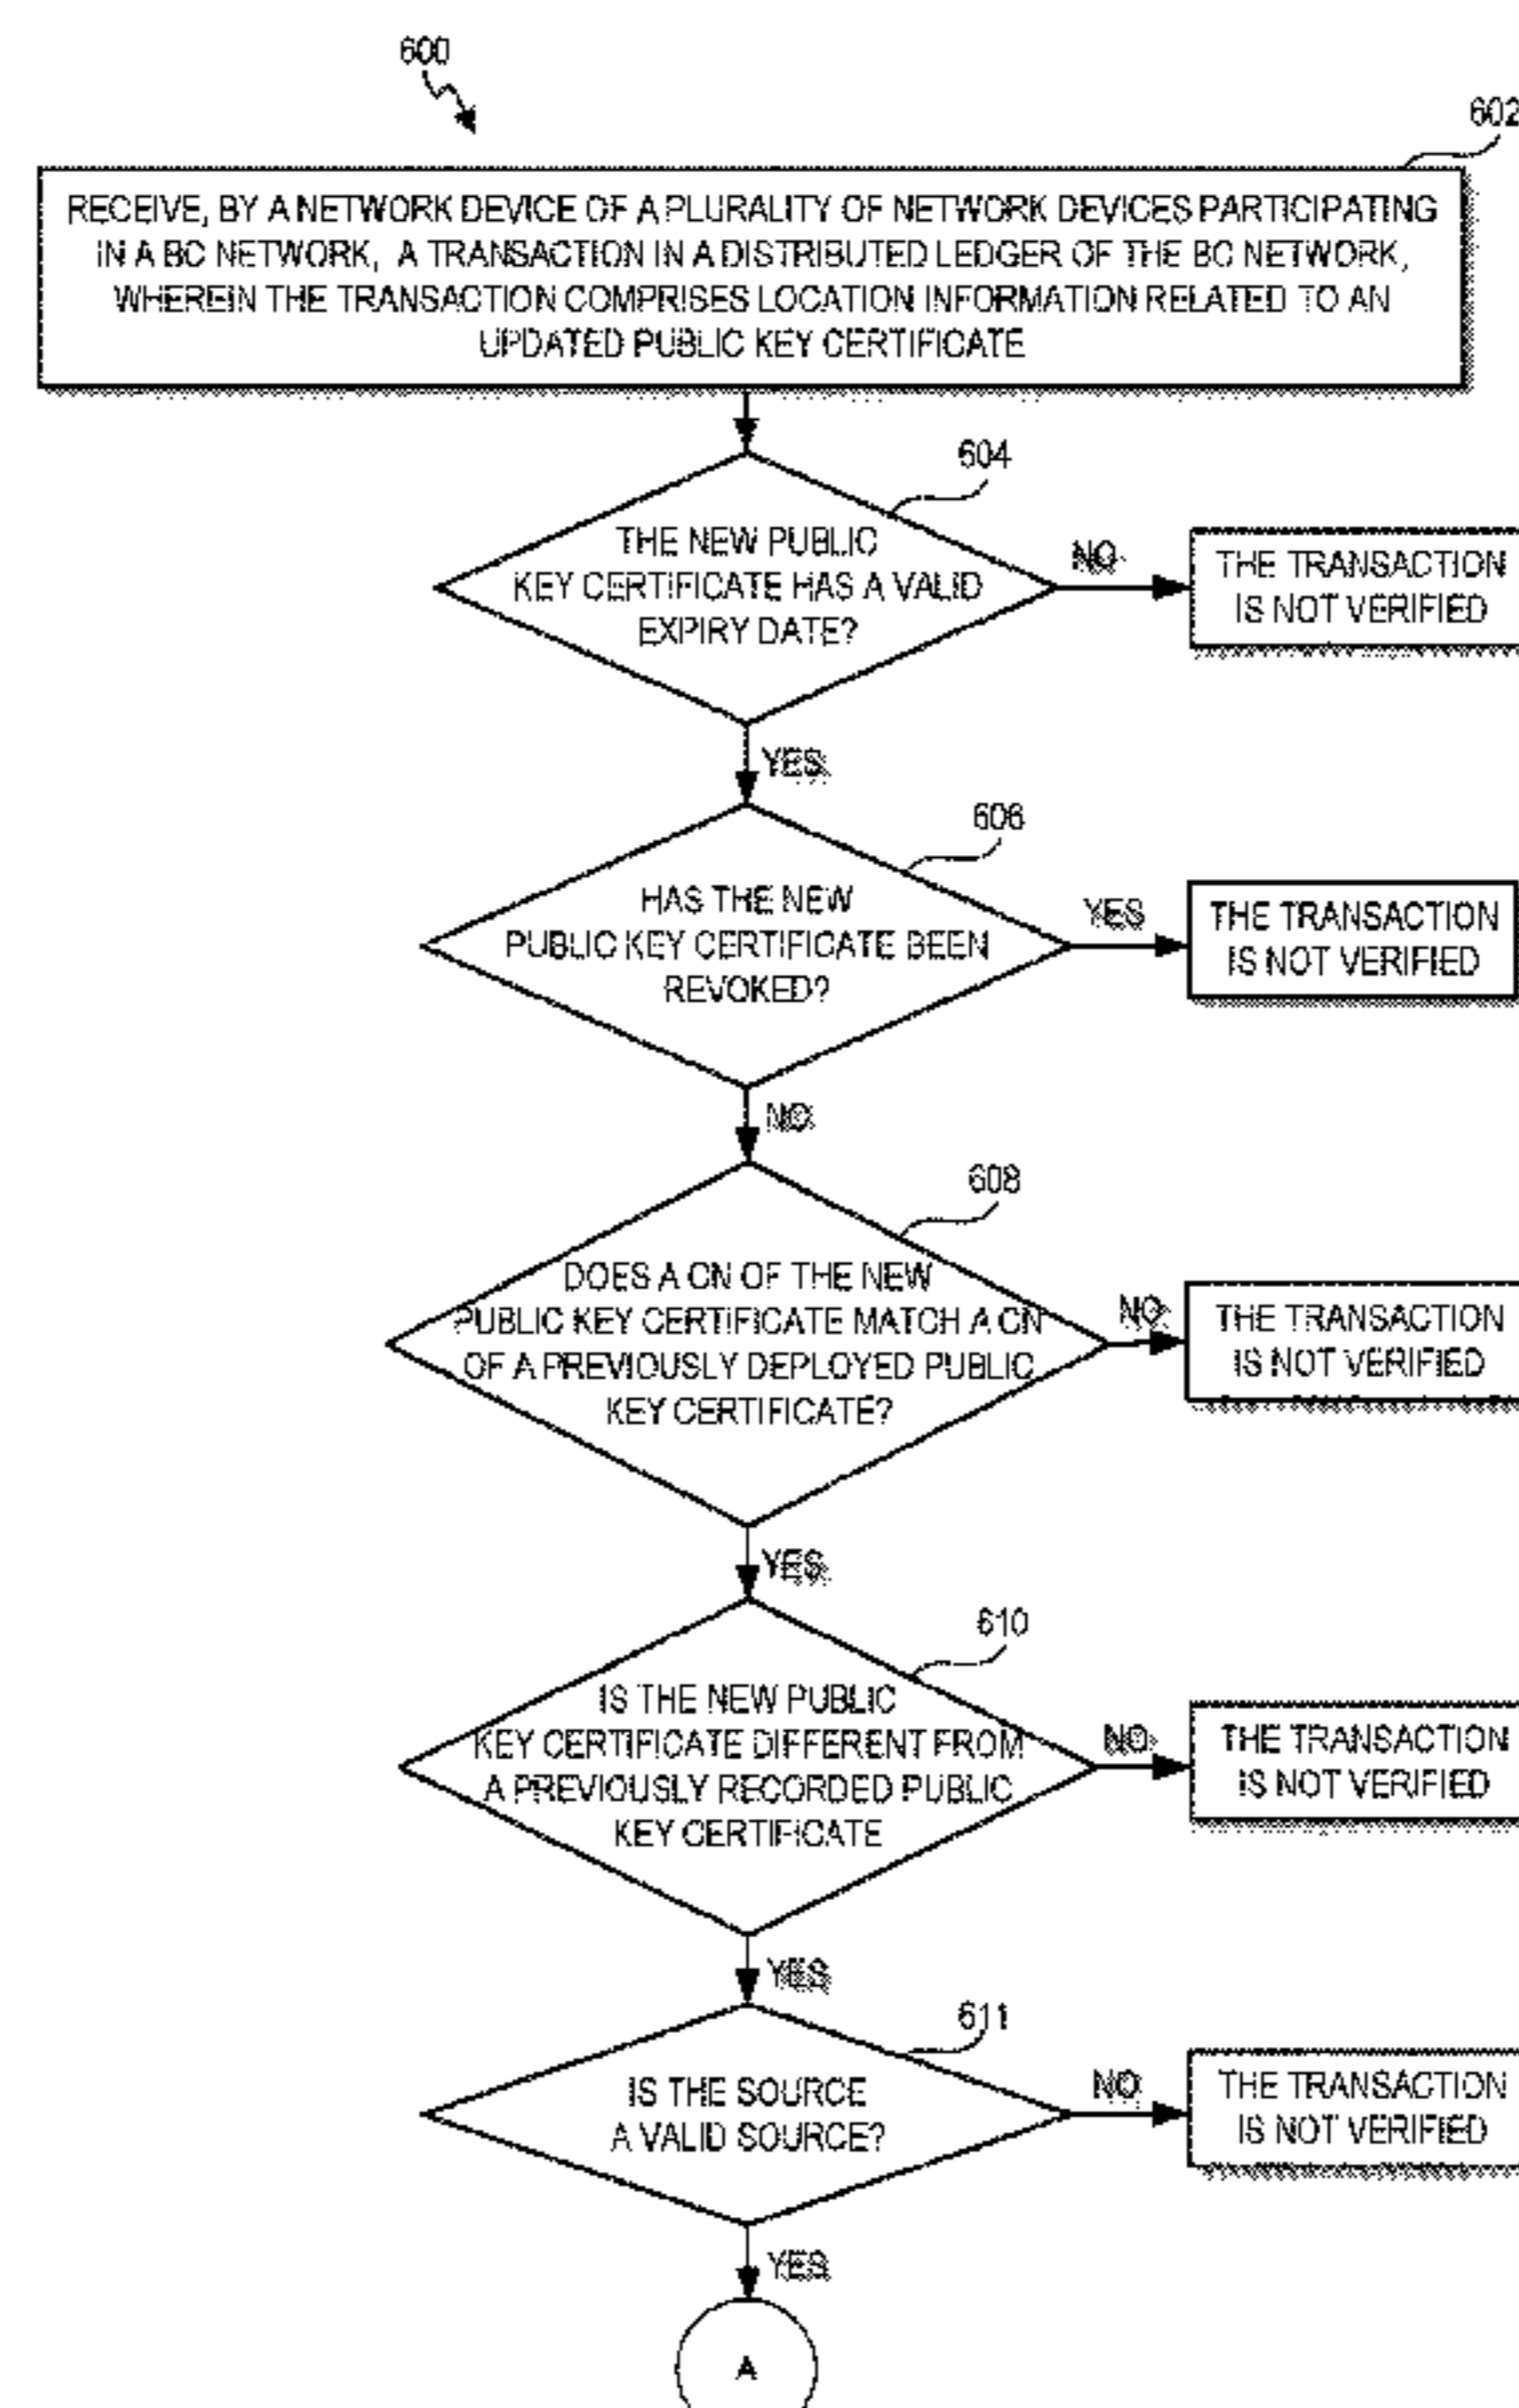 600
602
RECEIVE, BY A NETWORK DEVICE OF A PLURALITY OF NETWORK DEVICES PARTICIPATING
IN A BC NETWORK, A TRANSACTION IN A DISTRIBUTED LEDGER OF THE BC NETWORK,
WHEREIN THE TRANSACTION COMPRISES LOCATION INFORMATION RELATED TO AN
UPDATED PUBLIC KEY CERTIFICATE
604
THE NEW PUBLIC
KEY CERTIFICATE HAS A VALID
EXPIRY DATE?
NO
THE TRANSACTION
IS NOT VERIFIED
YES
606
HAS THE NEW
PUBLIC KEY CERTIFICATE BEEN
REVOKED?
YES
THE TRANSACTION
IS NOT VERIFIED
NO
608
DOES A CN OF THE NEW
PUBLIC KEY CERTIFICATE MATCH A CN
OF A PREVIOUSLY DEPLOYED PUBLIC
KEY CERTIFICATE?
NO
THE TRANSACTION
IS NOT VERIFIED
YES
610
IS THE NEW PUBLIC
KEY CERTIFICATE DIFFERENT FROM
A PREVIOUSLY RECORDED PUBLIC
KEY CERTIFICATE
NO
THE TRANSACTION
IS NOT VERIFIED
YES
611
IS THE SOURCE
A VALID SOURCE?
NO
THE TRANSACTION
IS NOT VERIFIED
YES
A